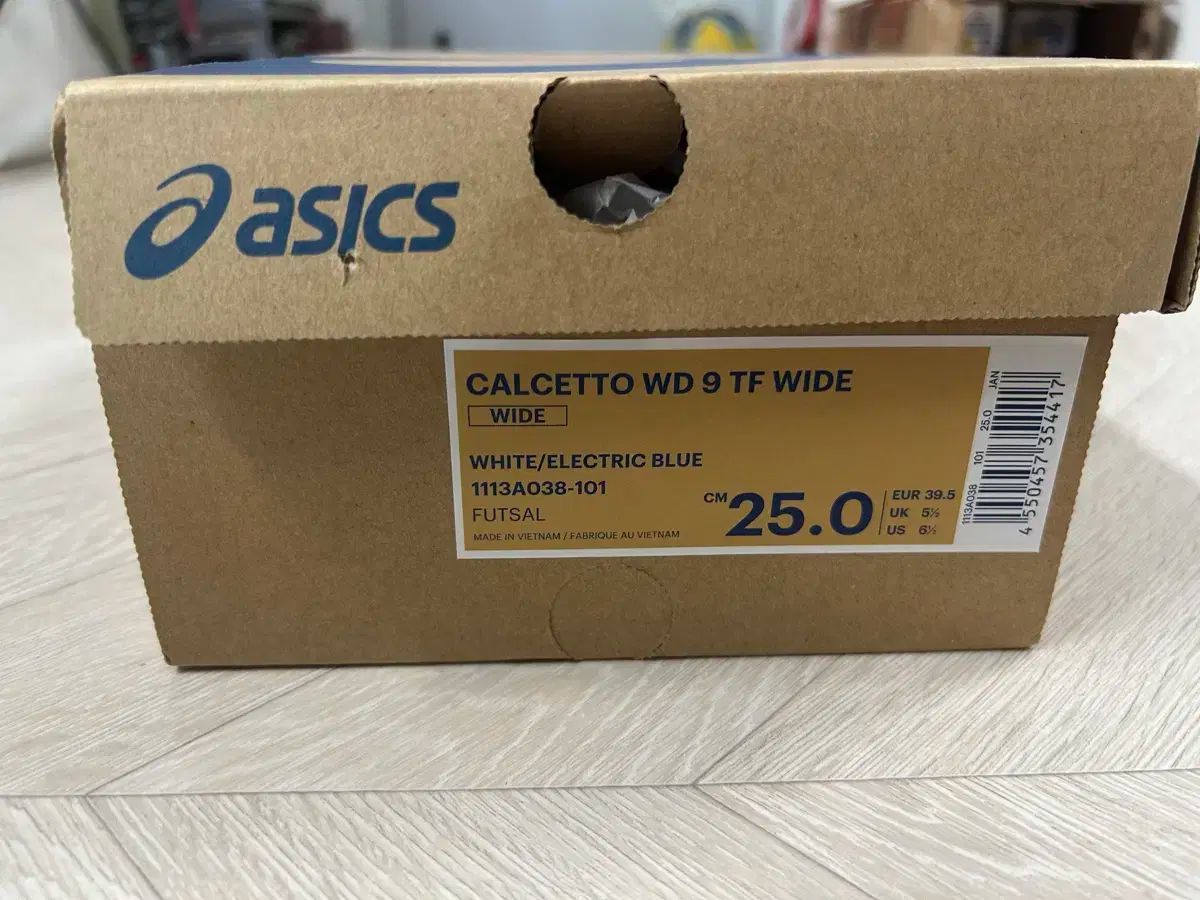 asics
CALCETTO WD 9 TF WIDE
WIDE
WHITE/ELECTRIC BLUE
1113A038-101
FUTSAL
MADE IN VIETNAM / FABRIQUE AU VIETNAM
CM 25.0
EUR 39.5
UK 5½
US 6½
1113A038 101 25.0 JAN
4 550457 354417